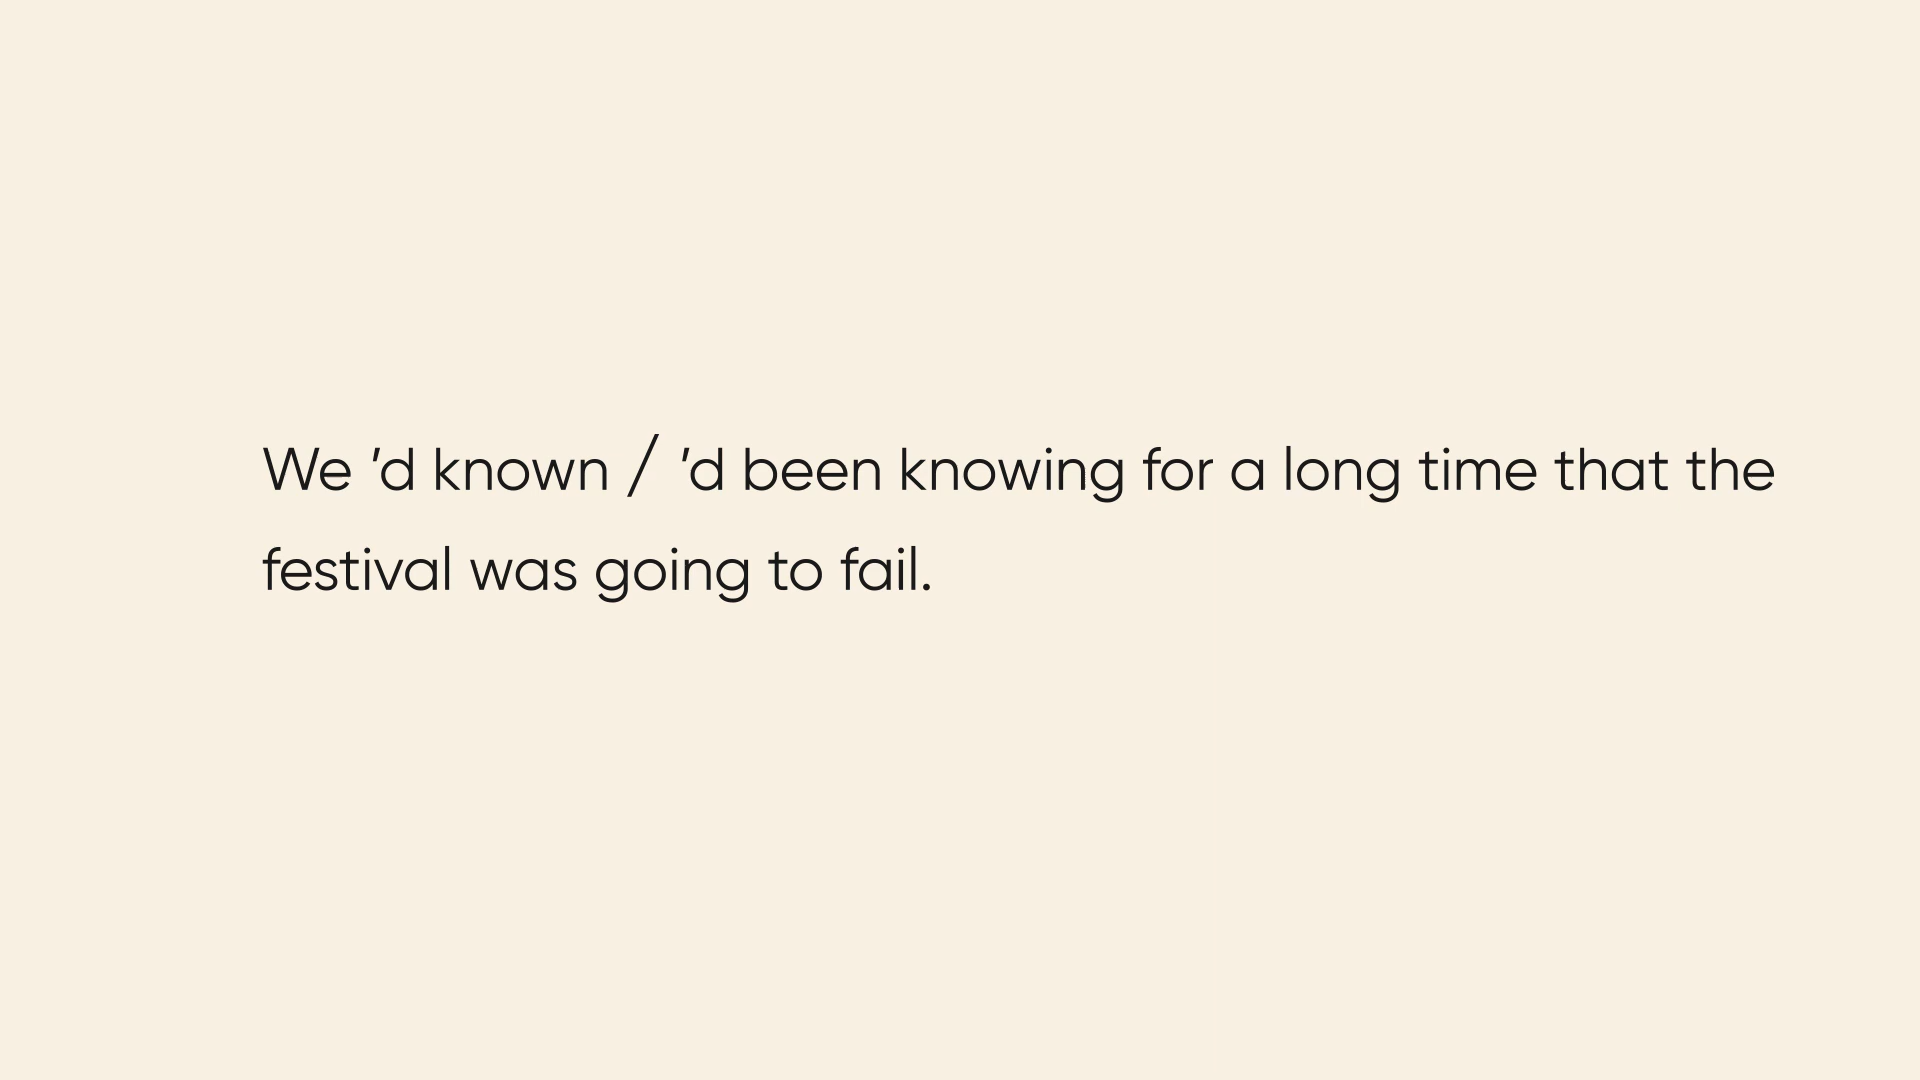 We ’d known / ’d been knowing for a long time that the
festival was going to fail.